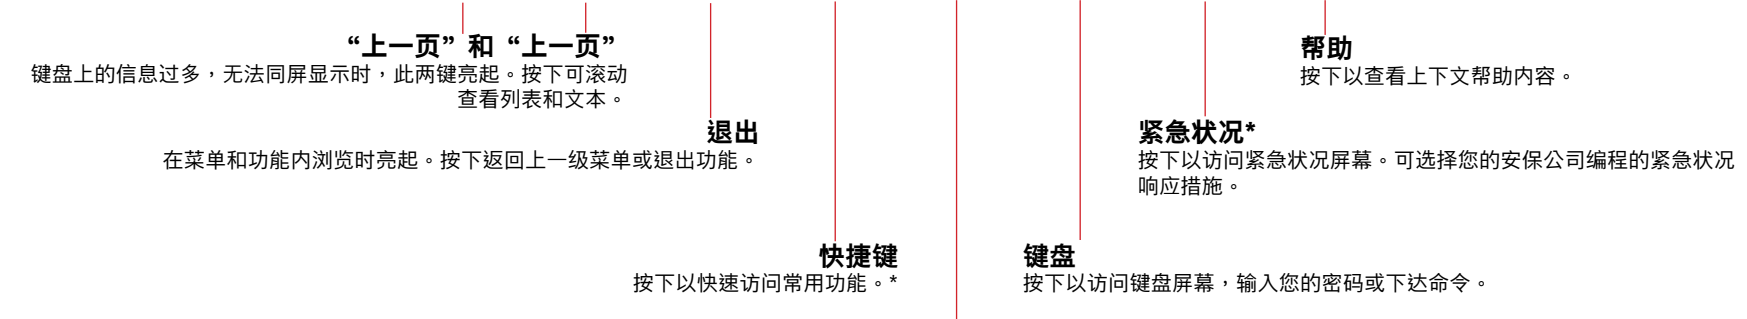 “上一页” 和 “上一页”
键盘上的信息过多，无法同屏显示时，此两键亮起。按下可滚动
查看列表和文本。
帮助
按下以查看上下文帮助内容。
退出
在菜单和功能内浏览时亮起。按下返回上一级菜单或退出功能。
紧急状况*
按下以访问紧急状况屏幕。可选择您的安保公司编程的紧急状况
响应措施。
快捷键
按下以快速访问常用功能。*
键盘
按下以访问键盘屏幕，输入您的密码或下达命令。